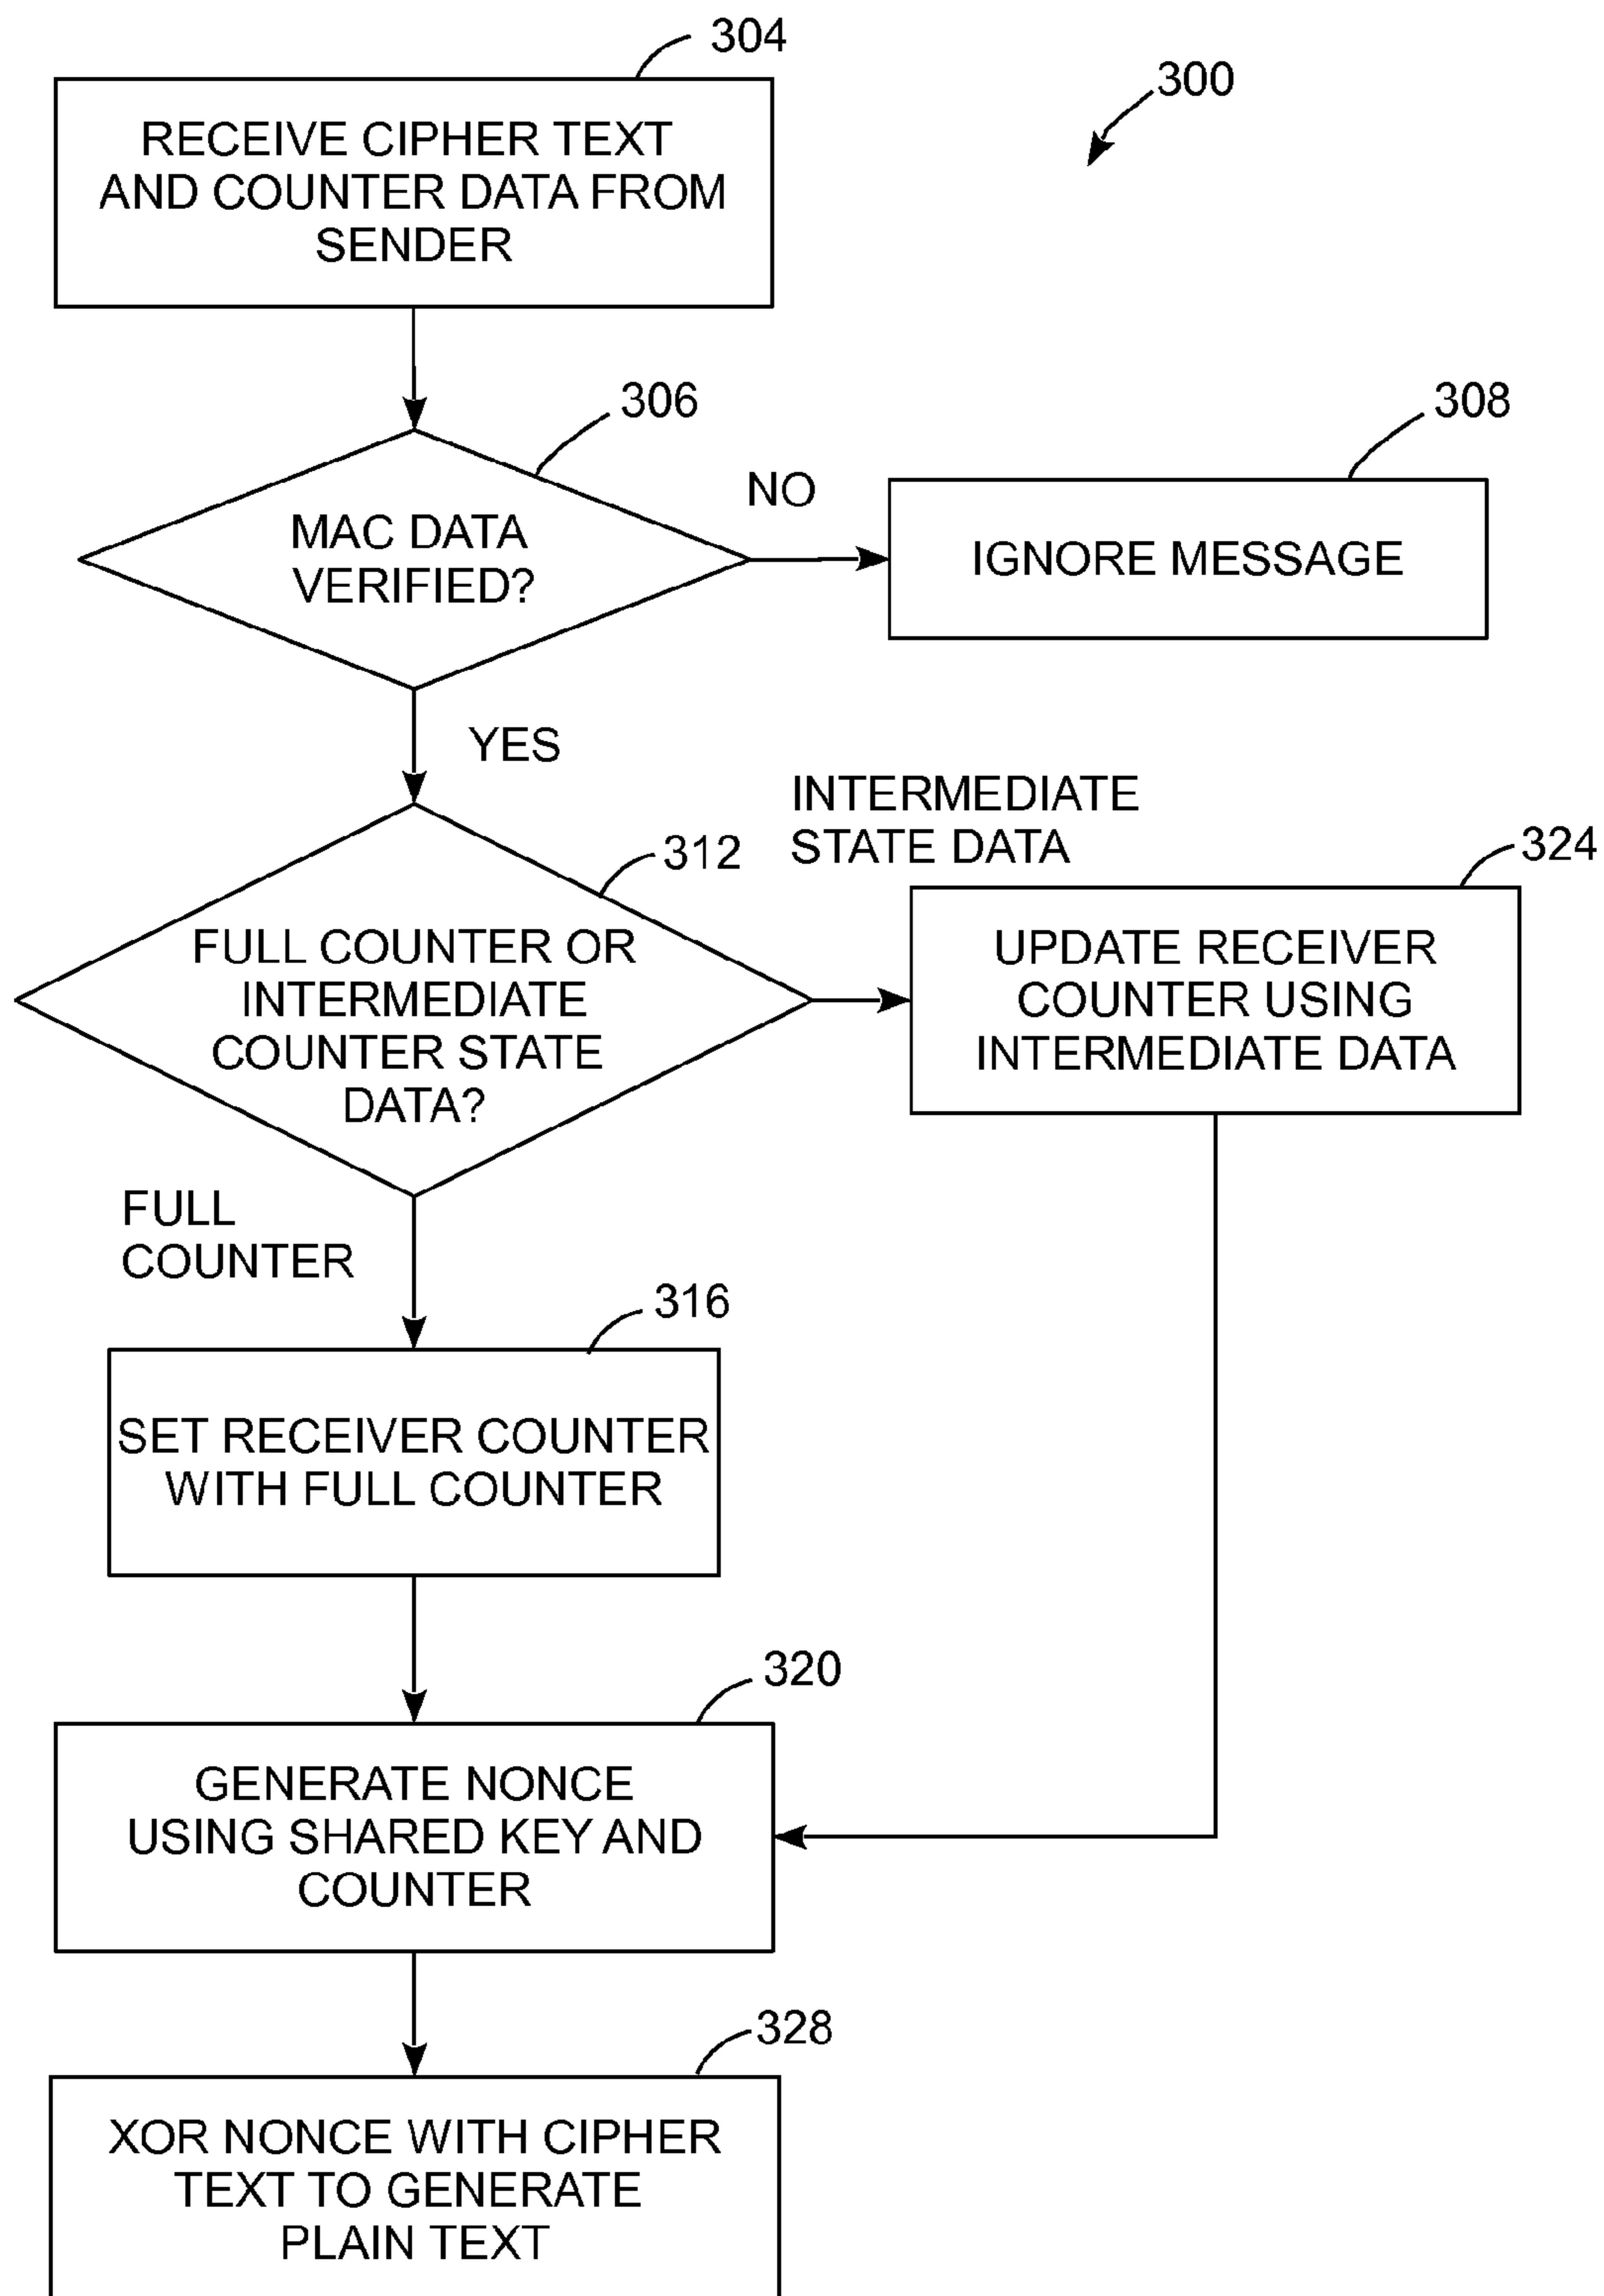 304
300
RECEIVE CIPHER TEXT
AND COUNTER DATA FROM
SENDER
306
308
NO
MAC DATA
VERIFIED?
IGNORE MESSAGE
YES
INTERMEDIATE
STATE DATA
312
324
FULL COUNTER OR
INTERMEDIATE
COUNTER STATE
DATA?
UPDATE RECEIVER
COUNTER USING
INTERMEDIATE DATA
FULL
COUNTER
316
SET RECEIVER COUNTER
WITH FULL COUNTER
320
GENERATE NONCE
USING SHARED KEY AND
COUNTER
328
XOR NONCE WITH CIPHER
TEXT TO GENERATE
PLAIN TEXT